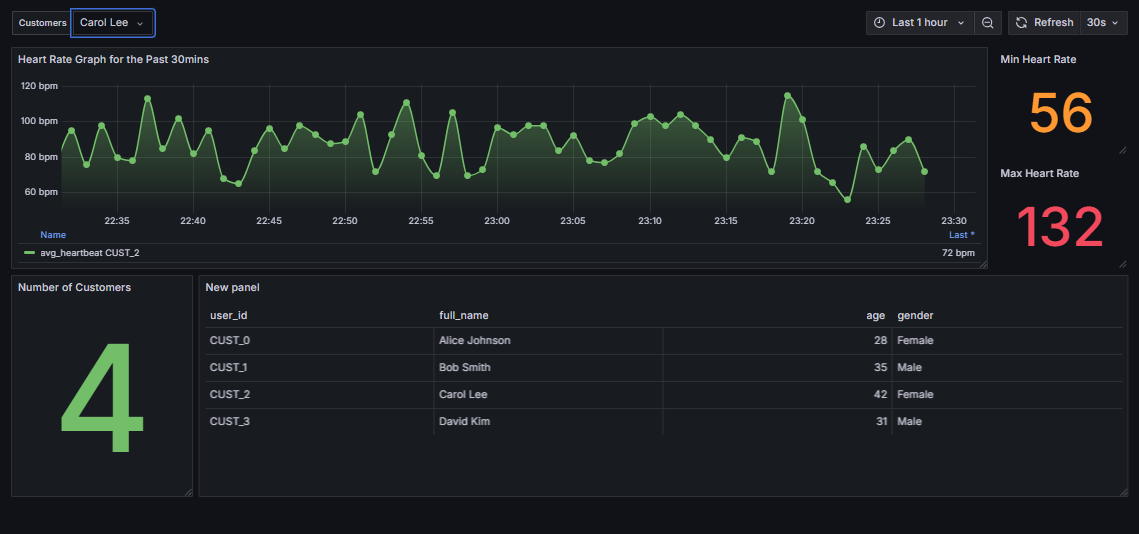 Customers Carol Lee Last 1 hour Refresh 30s
Heart Rate Graph for the Past 30mins
120 bpm
100 bpm
80 bpm
60 bpm
22:35 22:40 22:45 22:50 22:55 23:00 23:05 23:10 23:15 23:20 23:25 23:30
Name Last *
avg_heartbeat CUST_2 72 bpm
Min Heart Rate
56
Max Heart Rate
132
Number of Customers
4
New panel
user_id full_name age gender
CUST_0 Alice Johnson 28 Female
CUST_1 Bob Smith 35 Male
CUST_2 Carol Lee 42 Female
CUST_3 David Kim 31 Male